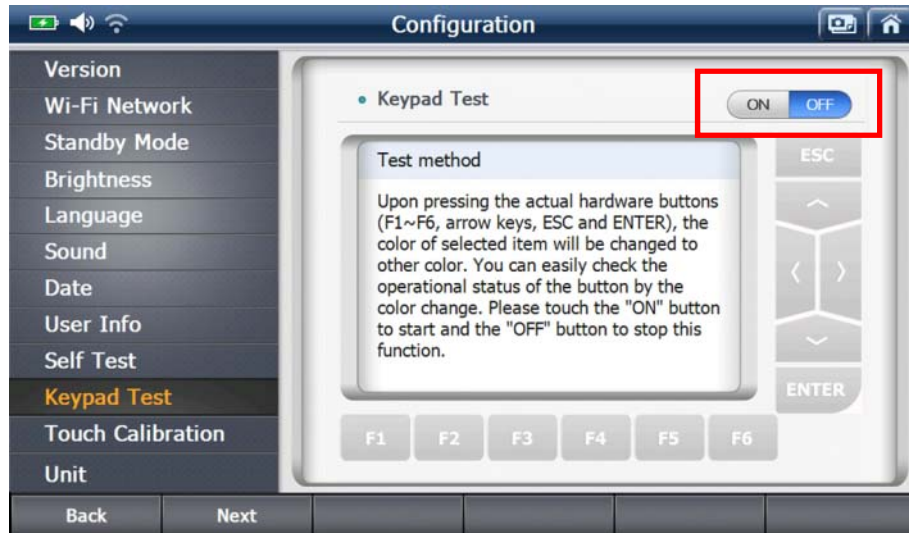 Configuration
Version
Wi-Fi Network
Standby Mode
Brightness
Language
Sound
Date
User Info
Self Test
Keypad Test
Touch Calibration
Unit
Keypad Test
ON OFF
Test method
Upon pressing the actual hardware buttons
(F1~F6, arrow keys, ESC and ENTER), the
color of selected item will be changed to
other color. You can easily check the
operational status of the button by the
color change. Please touch the "ON" button
to start and the "OFF" button to stop this
function.
ESC
ENTER
F1 F2 F3 F4 F5 F6
Back Next